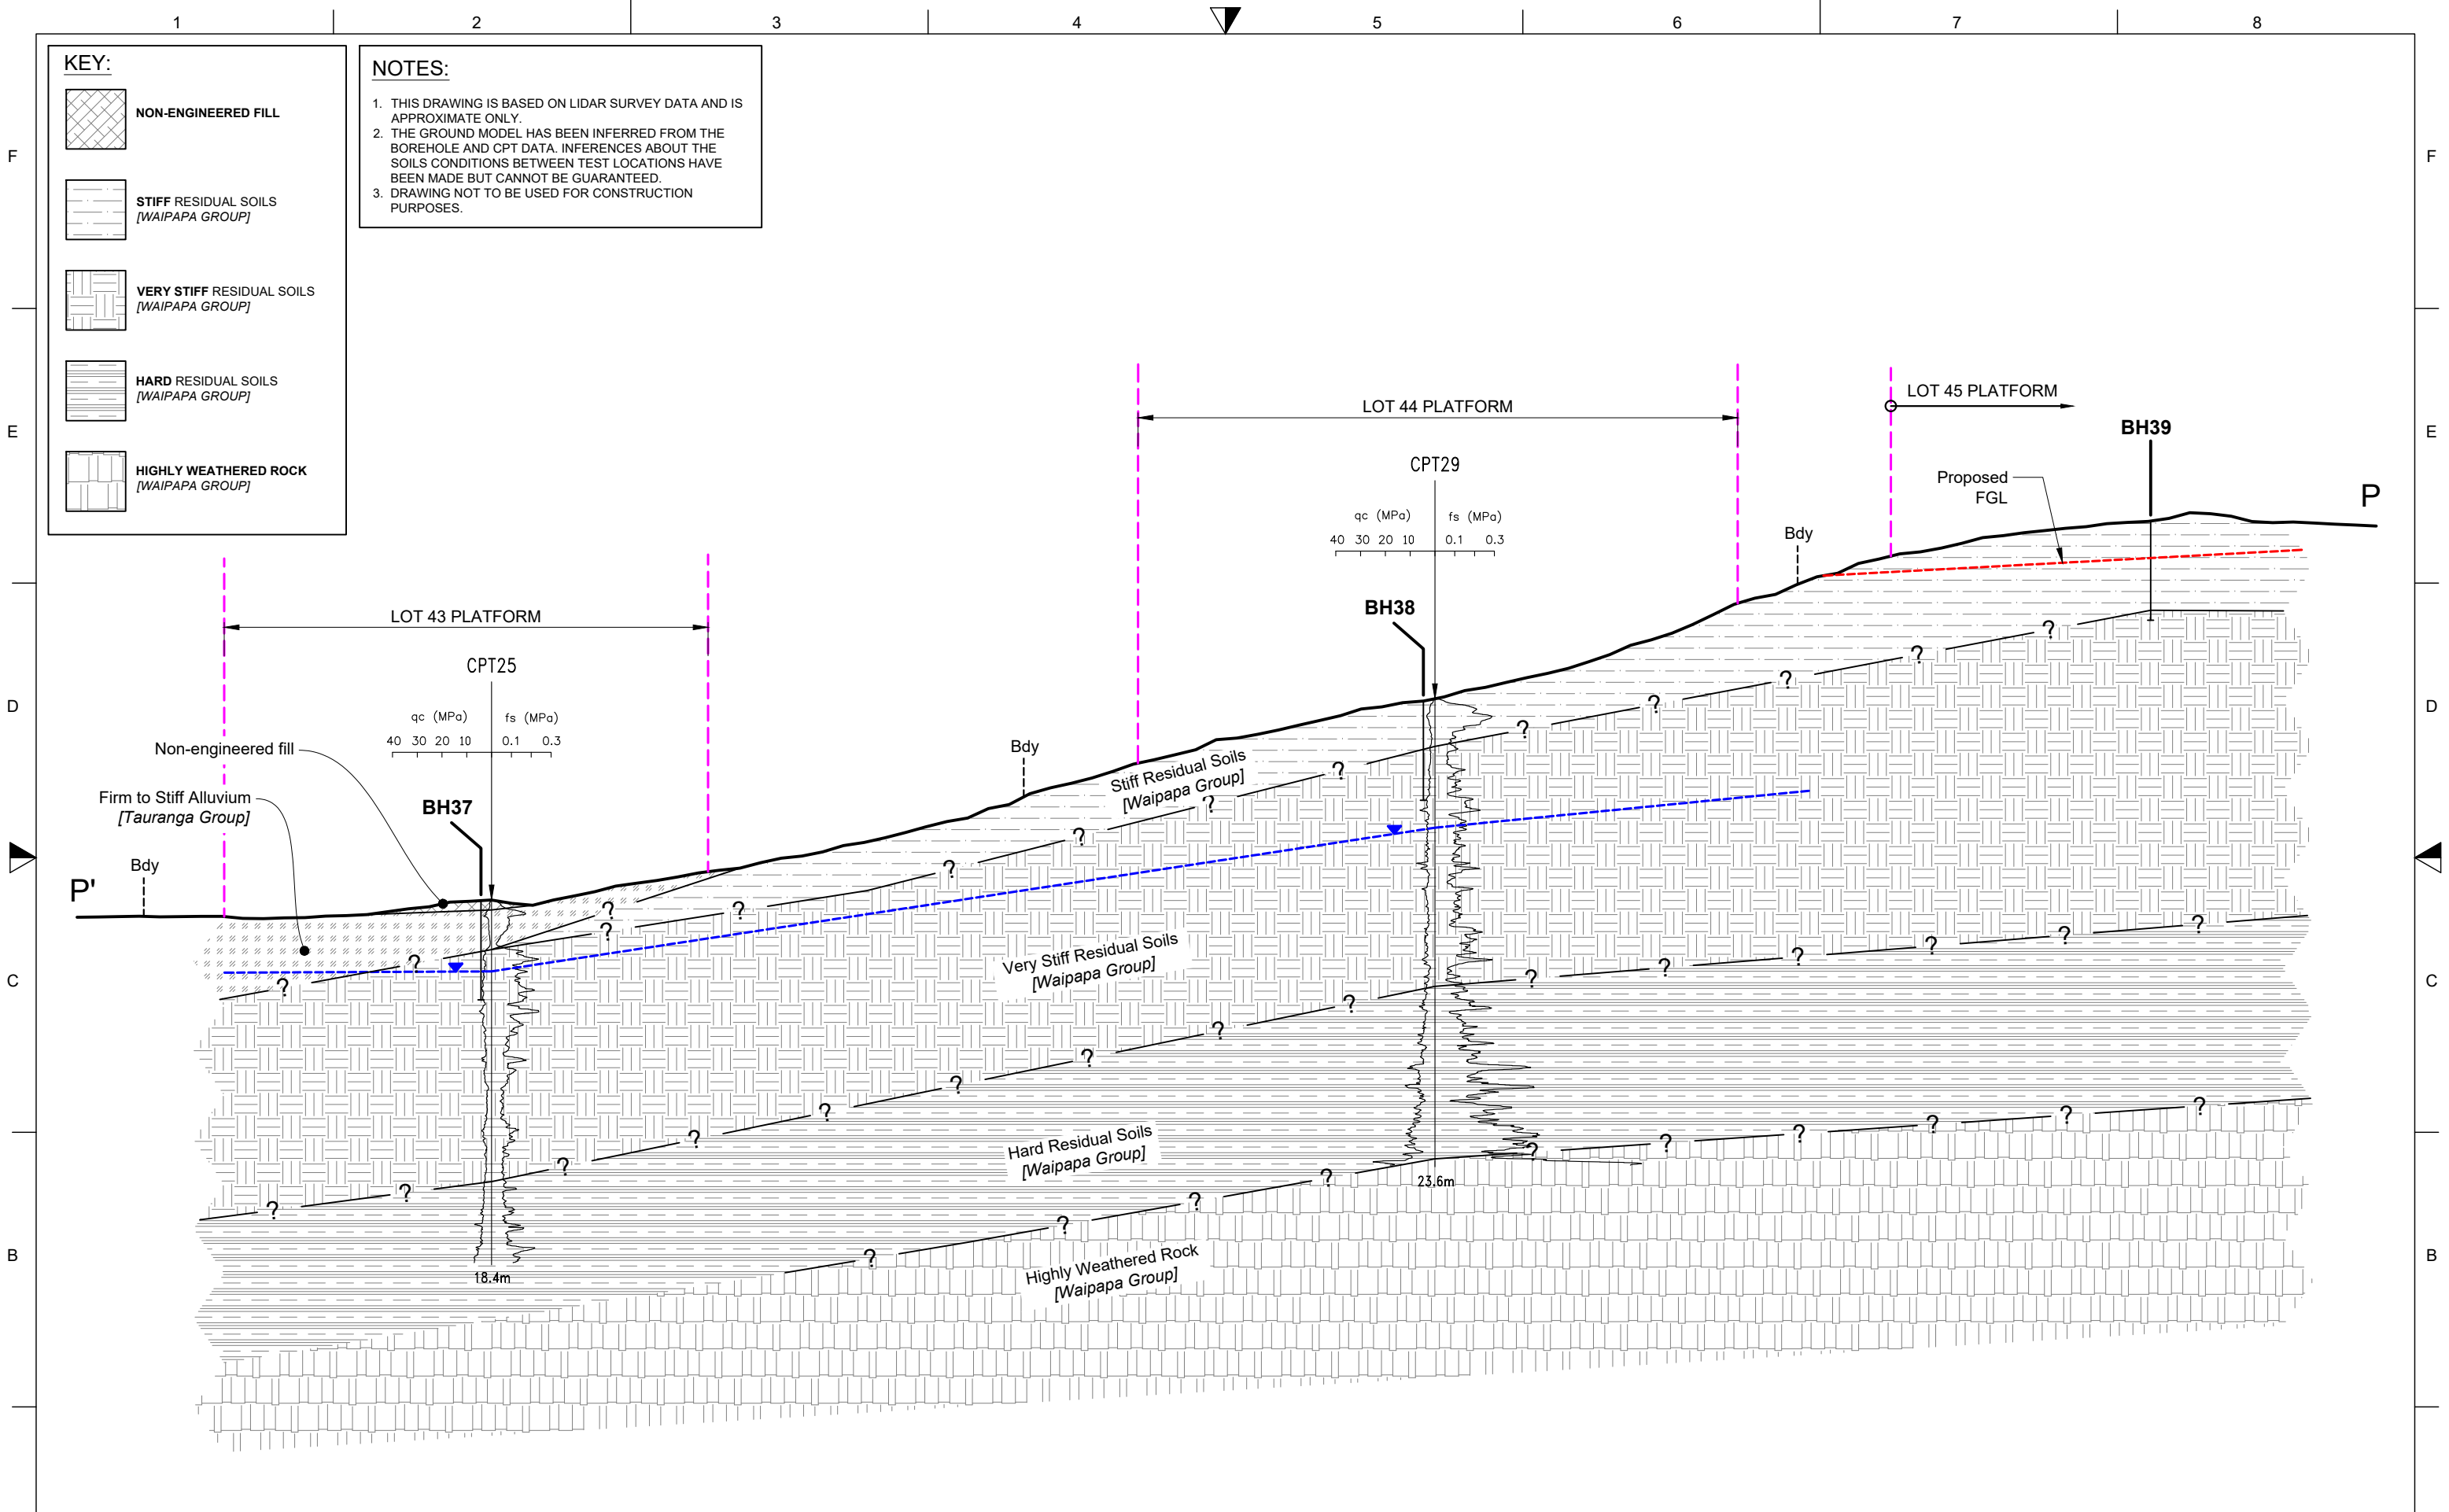 1 2 3 4 5 6 7 8
KEY:
NON-ENGINEERED FILL
STIFF RESIDUAL SOILS
[WAIPAPA GROUP]
VERY STIFF RESIDUAL SOILS
[WAIPAPA GROUP]
HARD RESIDUAL SOILS
[WAIPAPA GROUP]
HIGHLY WEATHERED ROCK
[WAIPAPA GROUP]
NOTES:
1. THIS DRAWING IS BASED ON LIDAR SURVEY DATA AND IS
APPROXIMATE ONLY.
2. THE GROUND MODEL HAS BEEN INFERRED FROM THE
BOREHOLE AND CPT DATA. INFERENCES ABOUT THE
SOILS CONDITIONS BETWEEN TEST LOCATIONS HAVE
BEEN MADE BUT CANNOT BE GUARANTEED.
3. DRAWING NOT TO BE USED FOR CONSTRUCTION
PURPOSES.
F F
E E
D D
C C
B B
LOT 43 PLATFORM
CPT25
qc (MPa) fs (MPa)
40 30 20 10 0.1 0.3
Non-engineered fill
Firm to Stiff Alluvium
[Tauranga Group]
BH37
Bdy
P'
18.4m
LOT 44 PLATFORM
CPT29
qc (MPa) fs (MPa)
40 30 20 10 0.1 0.3
BH38
Bdy
23.6m
LOT 45 PLATFORM
BH39
Proposed
FGL
Bdy
P
Stiff Residual Soils
[Waipapa Group]
Very Stiff Residual Soils
[Waipapa Group]
Hard Residual Soils
[Waipapa Group]
Highly Weathered Rock
[Waipapa Group]
? ? ? ? ? ? ? ? ? ? ? ? ?
? ? ?
? ? ? ? ? ? ? ? ? ? ? ? ? ? ? ?
? ? ? ? ? ? ? ? ? ?